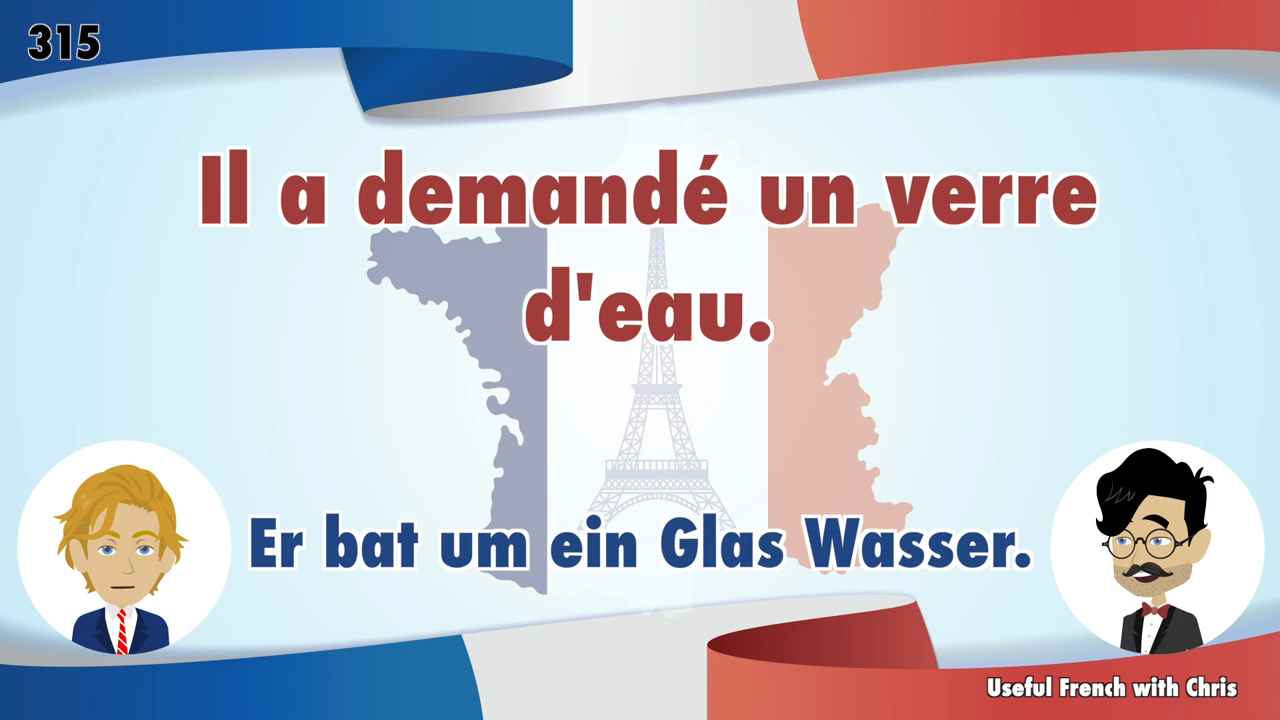 315
Il a demandé un verre
d'eau.
Er bat um ein Glas Wasser.
Useful French with Chris